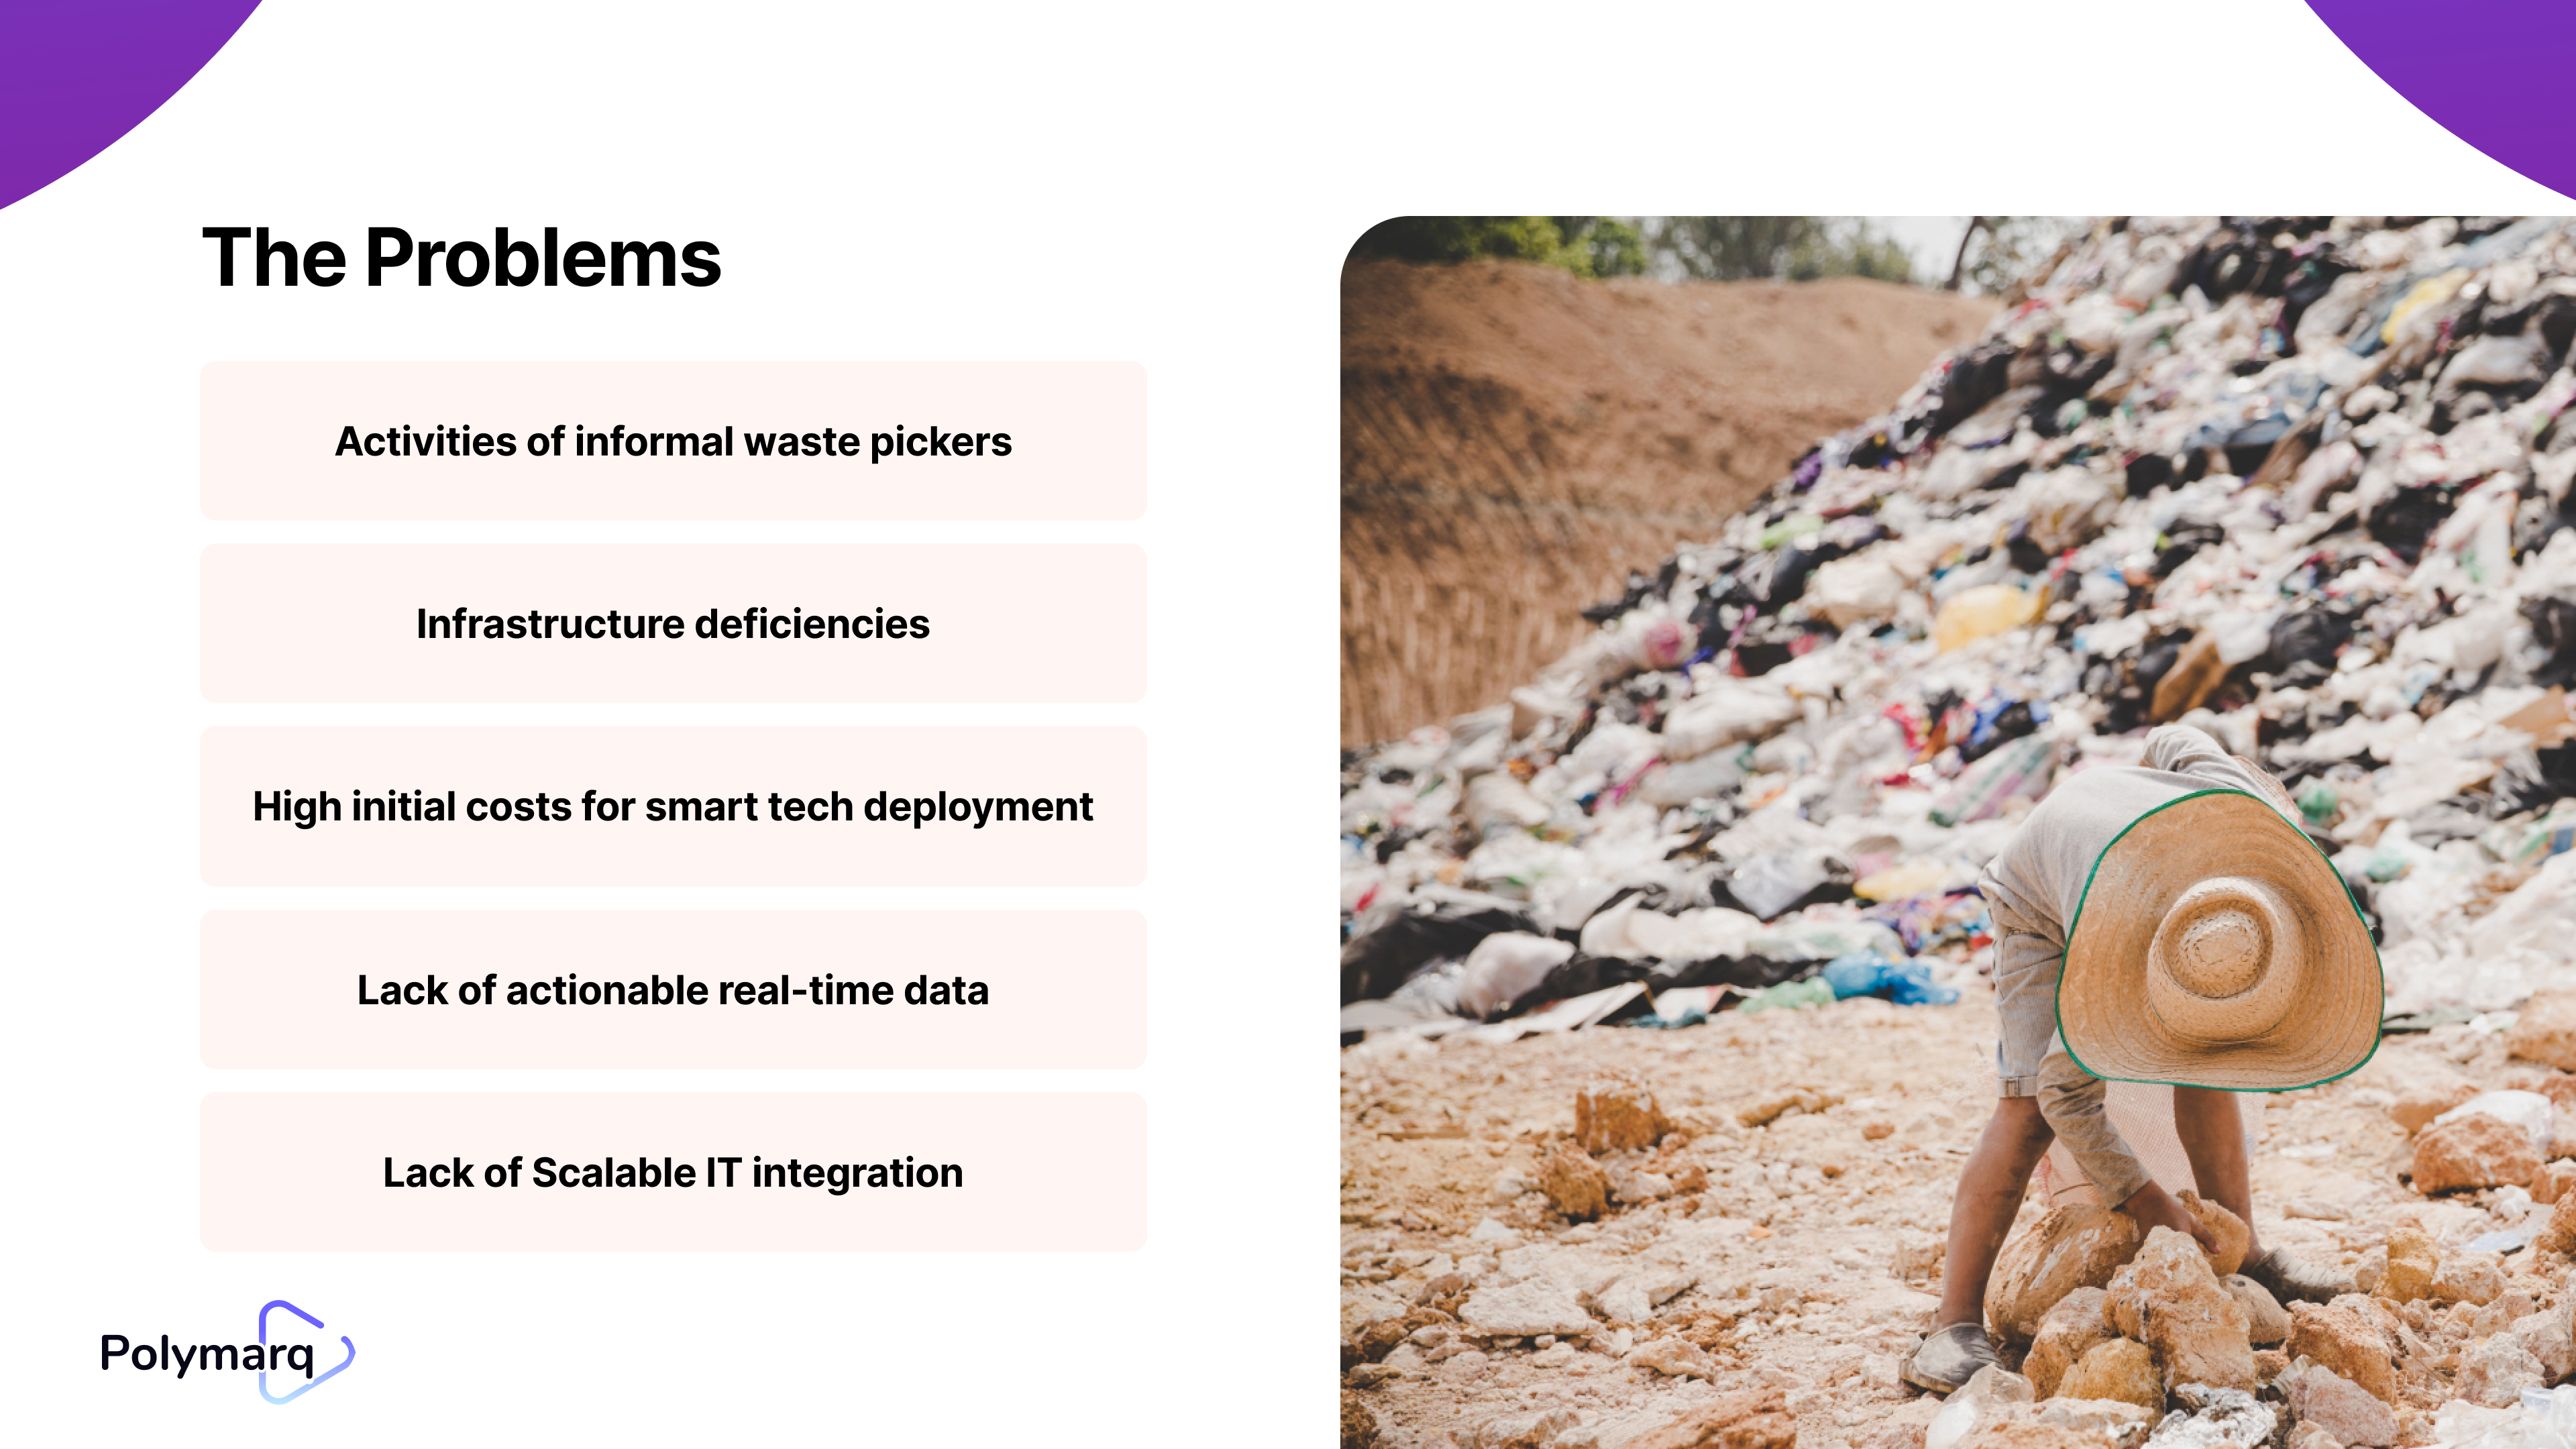 The Problems
Activities of informal waste pickers
Infrastructure deficiencies
High initial costs for smart tech deployment
Lack of actionable real-time data
Lack of Scalable IT integration
Polymarq